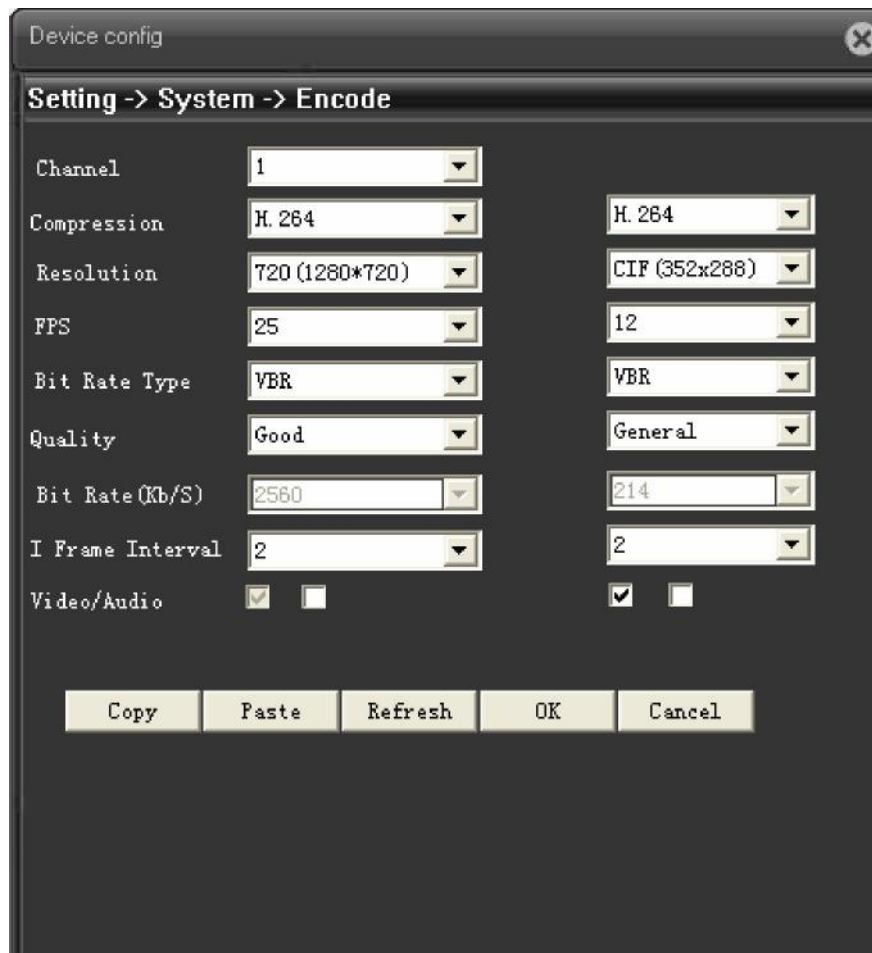 Device config
Setting -> System -> Encode
Channel 1
Compression H.264 H.264
Resolution 720(1280*720) CIF(352x288)
FPS 25 12
Bit Rate Type VBR VBR
Quality Good General
Bit Rate(Kb/S) 2560 214
I Frame Interval 2 2
Video/Audio
Copy Paste Refresh OK Cancel